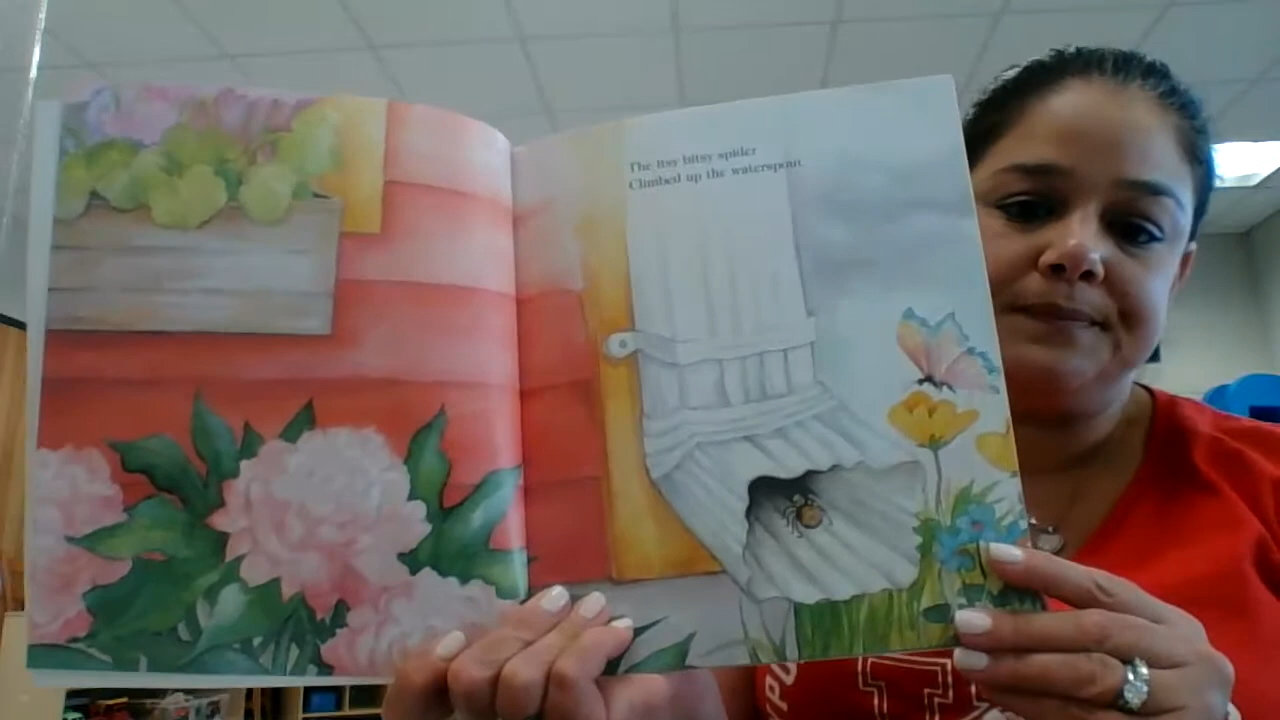 The itsy bitsy spider
Climbed up the waterspout.